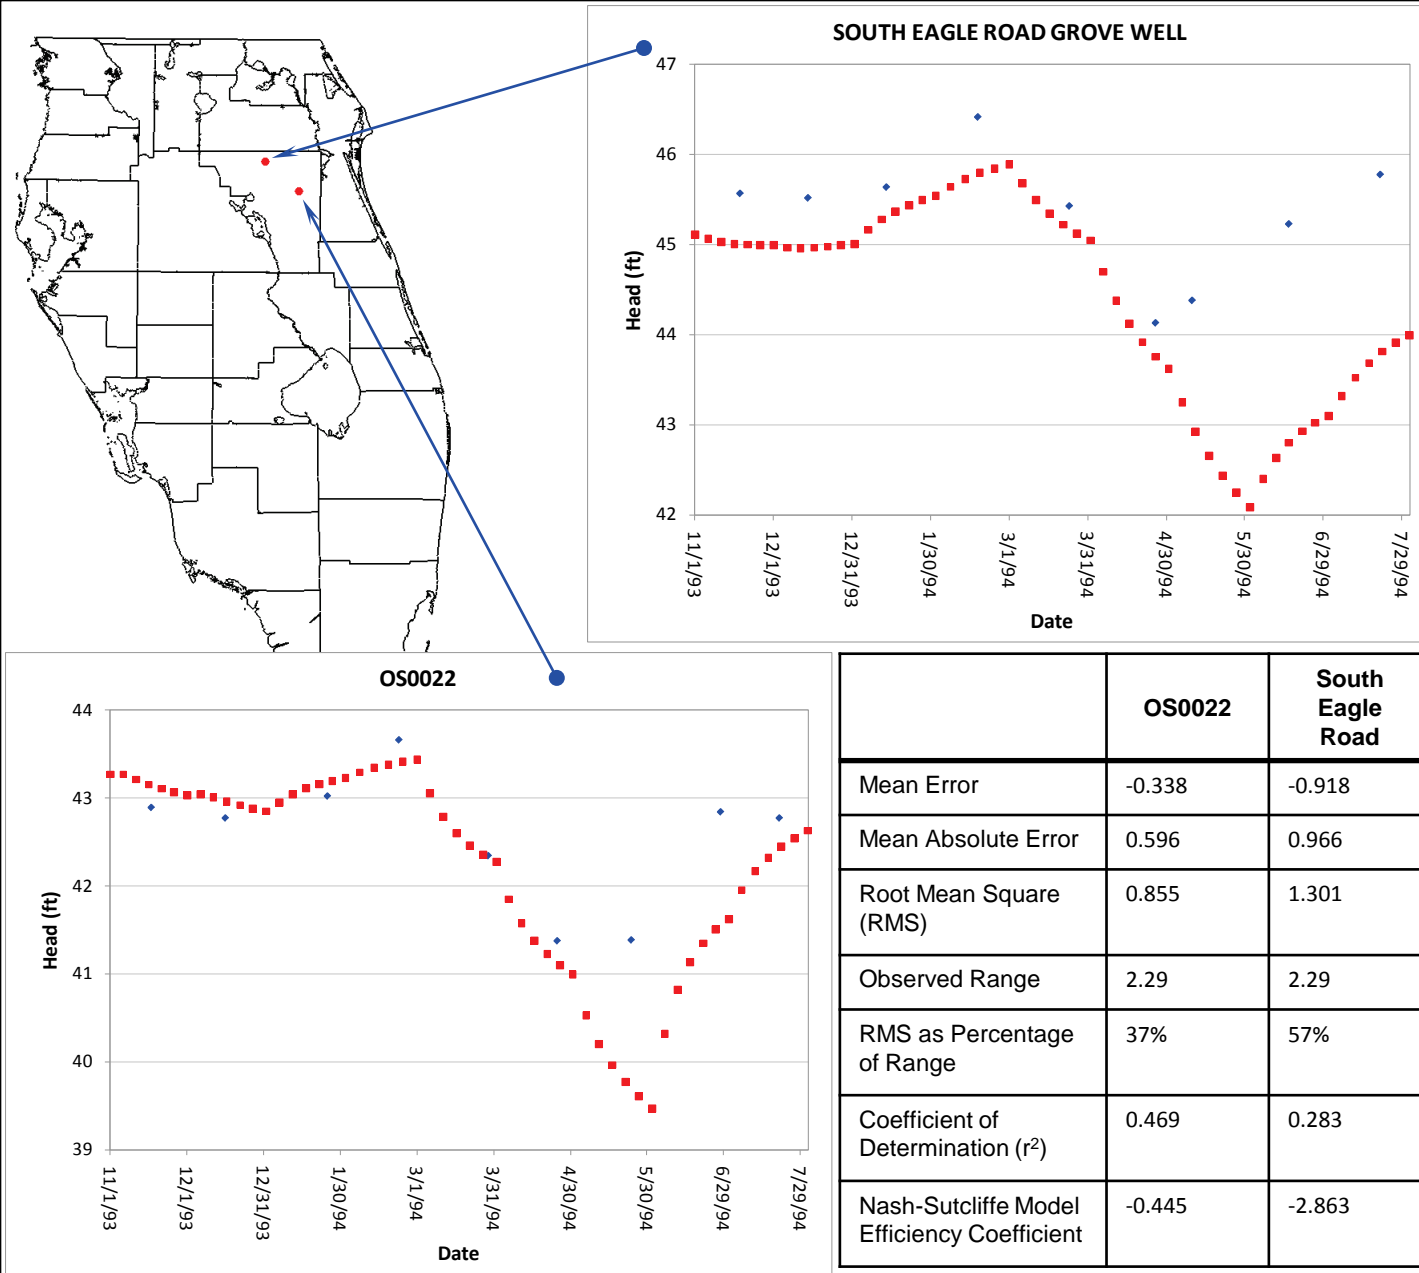 SOUTH EAGLE ROAD GROVE WELL
47
46
45
44
43
42
Head (ft)
11/1/93
12/1/93
12/31/93
1/30/94
3/1/94
3/31/94
4/30/94
5/30/94
6/29/94
7/29/94
Date
OS0022
44
43
42
41
40
39
Head (ft)
11/1/93
12/1/93
12/31/93
1/30/94
3/1/94
3/31/94
4/30/94
5/30/94
6/29/94
7/29/94
Date
OS0022
South
Eagle
Road
Mean Error -0.338 -0.918
Mean Absolute Error 0.596 0.966
Root Mean Square 0.855 1.301
(RMS)
Observed Range 2.29 2.29
RMS as Percentage 37% 57%
of Range
Coefficient of 0.469 0.283
Determination (r²)
Nash-Sutcliffe Model -0.445 -2.863
Efficiency Coefficient